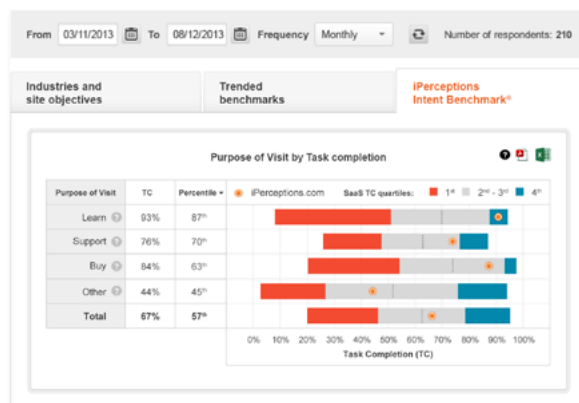 From 03/11/2013 To 08/12/2013 Frequency Monthly Number of respondents: 210
Industries and site objectives
Trended benchmarks
iPerceptions Intent Benchmark®
Purpose of Visit by Task completion
Purpose of Visit TC Percentile iPerceptions.com SaaS TC quartiles: 1st 2nd - 3rd 4th
Learn 93% 87th
Support 76% 70th
Buy 84% 63th
Other 44% 45th
Total 67% 57th
0% 10% 20% 30% 40% 50% 60% 70% 80% 90% 100%
Task Completion (TC)